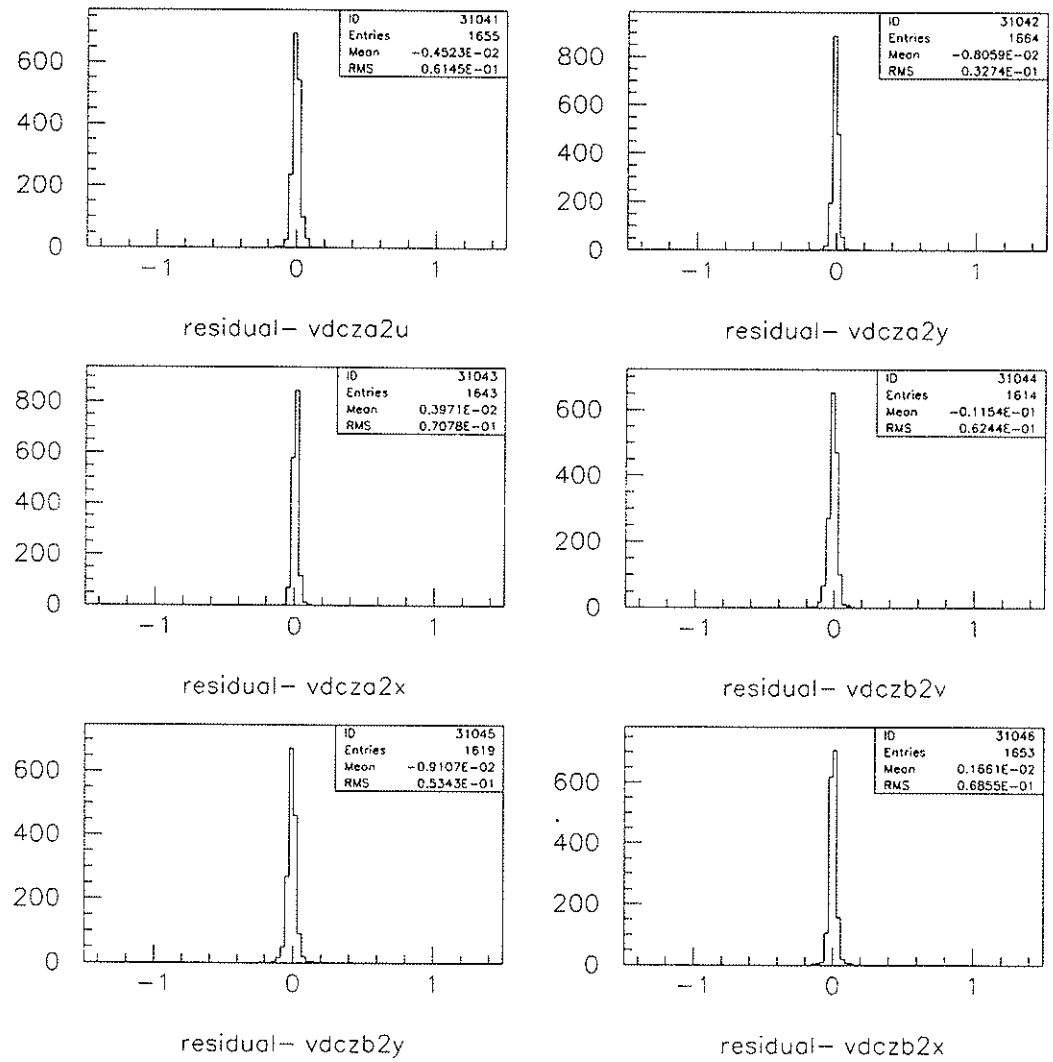 ID 31041
Entries 1655
Mean -0.4523E-02
RMS 0.6145E-01
600
400
200
0
-1 0 1
residual- vdcza2u
ID 31042
Entries 1664
Mean -0.8059E-02
RMS 0.3274E-01
800
600
400
200
0
-1 0 1
residual- vdcza2y
ID 31043
Entries 1643
Mean 0.3971E-02
RMS 0.7078E-01
800
600
400
200
0
-1 0 1
residual- vdcza2x
ID 31044
Entries 1614
Mean -0.1154E-01
RMS 0.6244E-01
600
400
200
0
-1 0 1
residual- vdczb2v
ID 31045
Entries 1619
Mean -0.9107E-02
RMS 0.5343E-01
600
400
200
0
-1 0 1
residual- vdczb2y
ID 31046
Entries 1653
Mean 0.1661E-02
RMS 0.6855E-01
600
400
200
0
-1 0 1
residual- vdczb2x